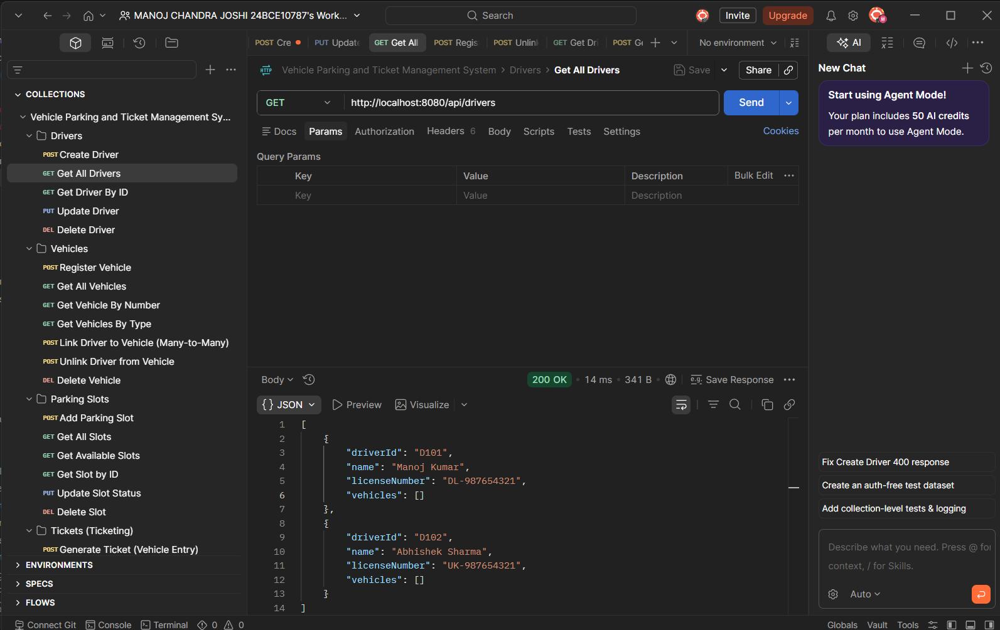 MANOJ CHANDRA JOSHI 24BCE10787's Work...
Search
Invite
Upgrade
M
POST Cre
PUT Update
GET Get All
POST Regis
POST Unlin
GET Get Dri
POST Ge
No environment
AI
COLLECTIONS
Vehicle Parking and Ticket Management Sy...
Drivers
POST Create Driver
GET Get All Drivers
GET Get Driver By ID
PUT Update Driver
DEL Delete Driver
Vehicles
POST Register Vehicle
GET Get All Vehicles
GET Get Vehicle By Number
GET Get Vehicles By Type
POST Link Driver to Vehicle (Many-to-Many)
POST Unlink Driver from Vehicle
DEL Delete Vehicle
Parking Slots
POST Add Parking Slot
GET Get All Slots
GET Get Available Slots
GET Get Slot by ID
PUT Update Slot Status
DEL Delete Slot
Tickets (Ticketing)
POST Generate Ticket (Vehicle Entry)
ENVIRONMENTS
SPECS
FLOWS
HTTP Vehicle Parking and Ticket Management System > Drivers > Get All Drivers
Save
Share
GET
http://localhost:8080/api/drivers
Send
Docs
Params
Authorization
Headers 6
Body
Scripts
Tests
Settings
Cookies
Query Params
Key
Value
Description
Bulk Edit
Key
Value
Description
Body
200 OK
14 ms
341 B
e.g. Save Response
{} JSON
Preview
Visualize
1 [
2 {
3 "driverId": "D101",
4 "name": "Manoj Kumar",
5 "licenseNumber": "DL-987654321",
6 "vehicles": []
7 },
8 {
9 "driverId": "D102",
10 "name": "Abhishek Sharma",
11 "licenseNumber": "UK-987654321",
12 "vehicles": []
13 }
14 ]
New Chat
Start using Agent Mode!
Your plan includes 50 AI credits
per month to use Agent Mode.
Fix Create Driver 400 response
Create an auth-free test dataset
Add collection-level tests & logging
Describe what you need. Press @ for
context, / for Skills.
Auto
Connect Git
Console
Terminal
0
0
Globals
Vault
Tools